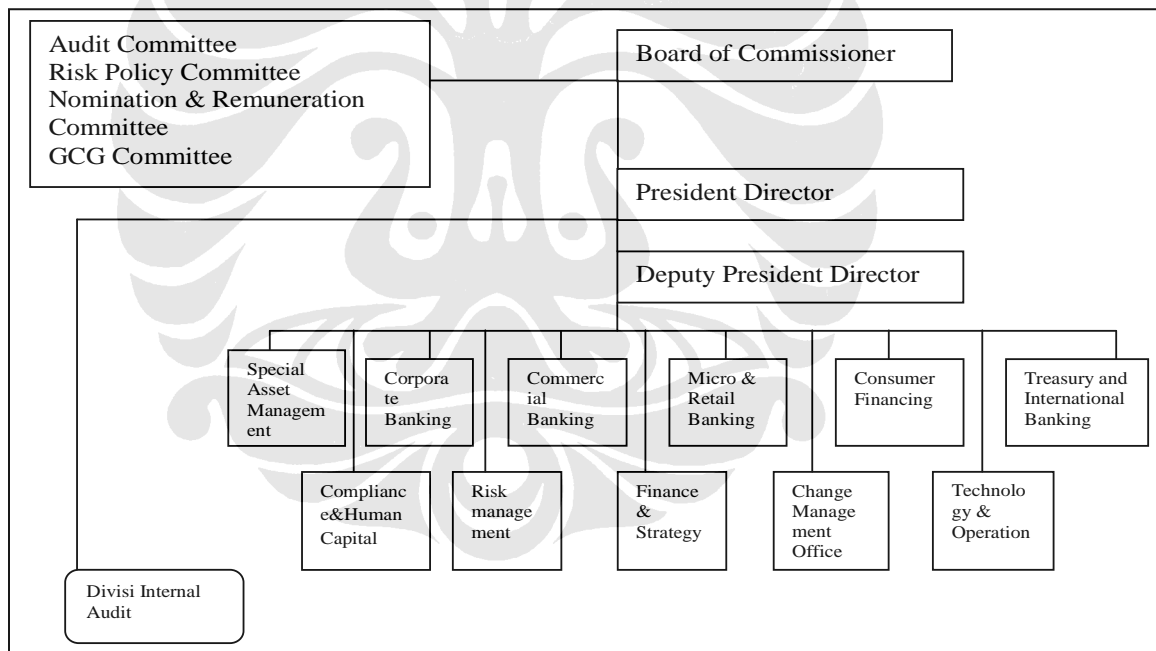 Audit Committee
Risk Policy Committee
Nomination & Remuneration
Committee
GCG Committee
Board of Commissioner
President Director
Deputy President Director
Special
Asset
Managem
ent
Corpora
te
Banking
Commerc
ial
Banking
Micro &
Retail
Banking
Consumer
Financing
Treasury and
International
Banking
Complianc
e&Human
Capital
Risk
manage
ment
Finance
&
Strategy
Change
Manage
ment
Office
Technolo
gy &
Operation
Divisi Internal
Audit